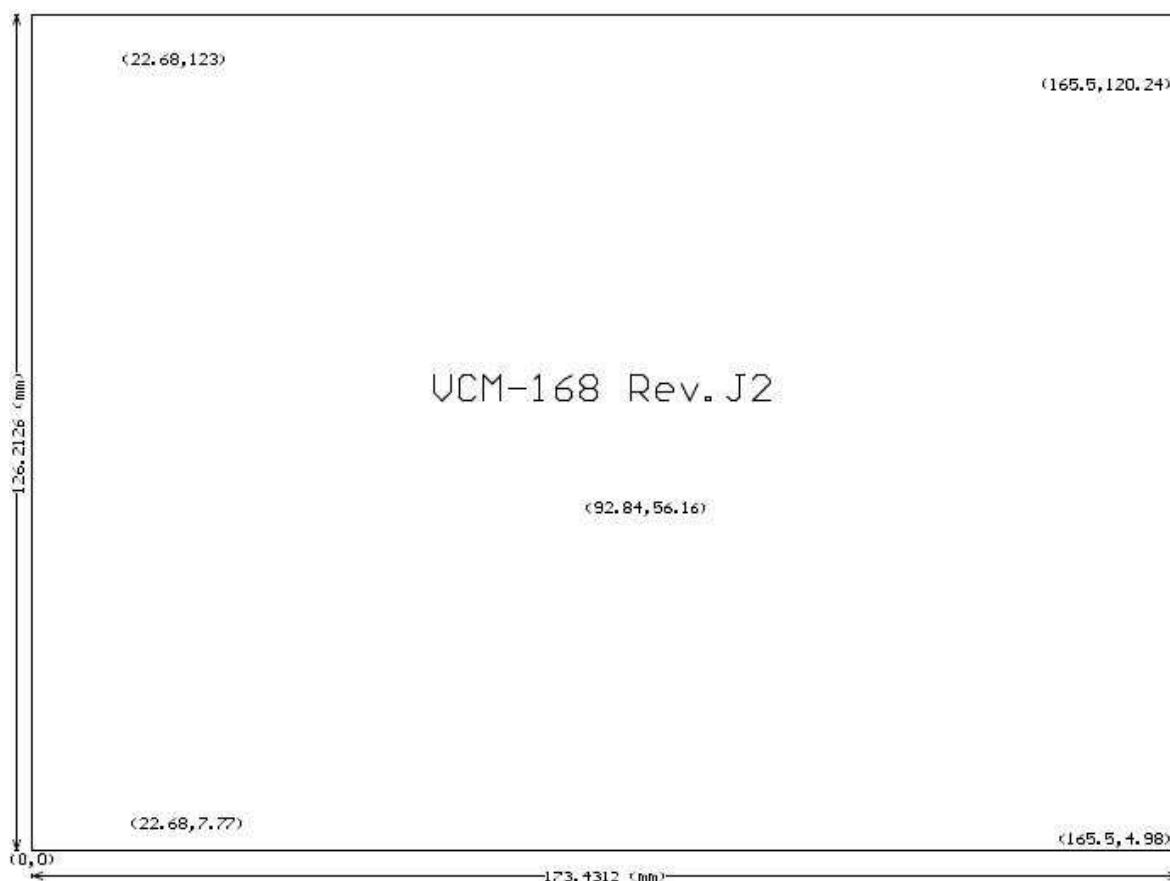 (22.68,123)
(165.5,120.24)
126.2126 (mm)
VCM-168 Rev.J2
(92.84,56.16)
(22.68,7.77)
(165.5,4.98)
(0,0)
173.4312 (mm)